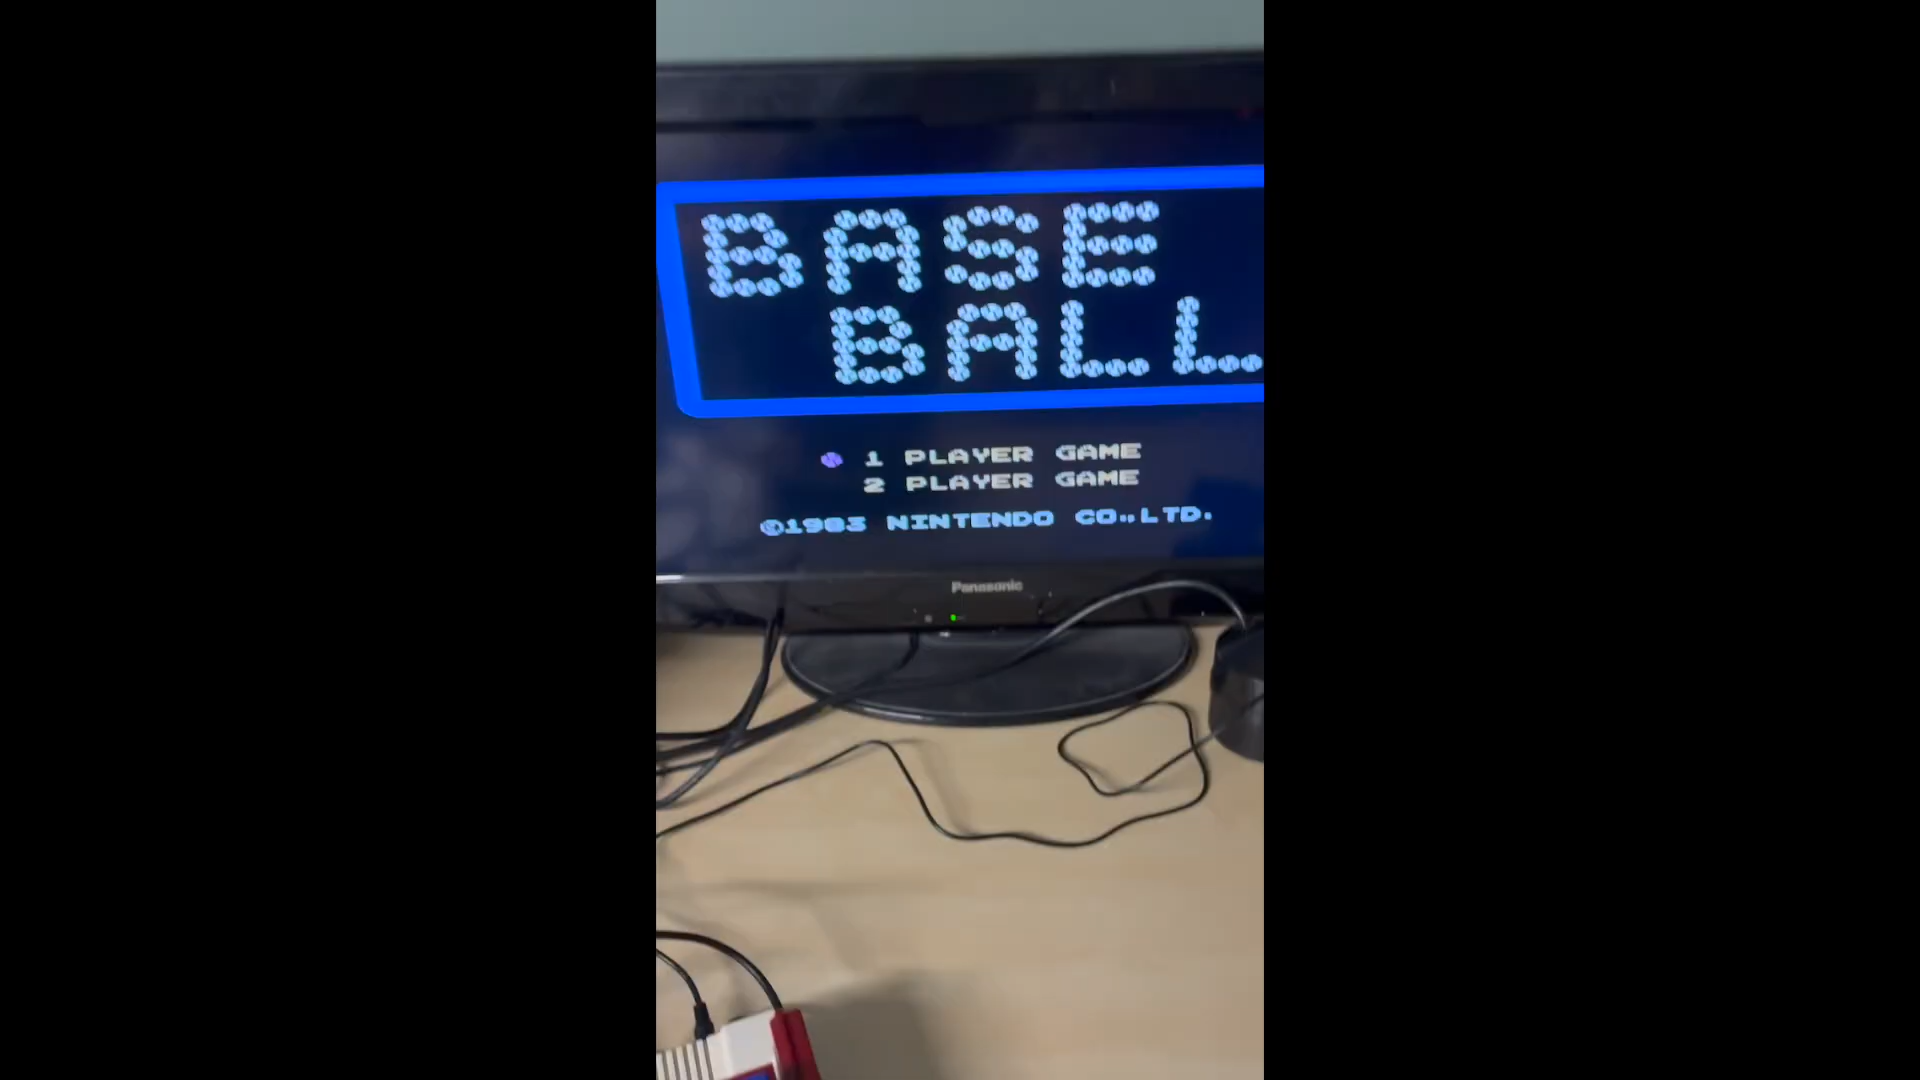 BASE
BALL
1 PLAYER GAME
2 PLAYER GAME
©1983 NINTENDO CO.,LTD.
Panasonic